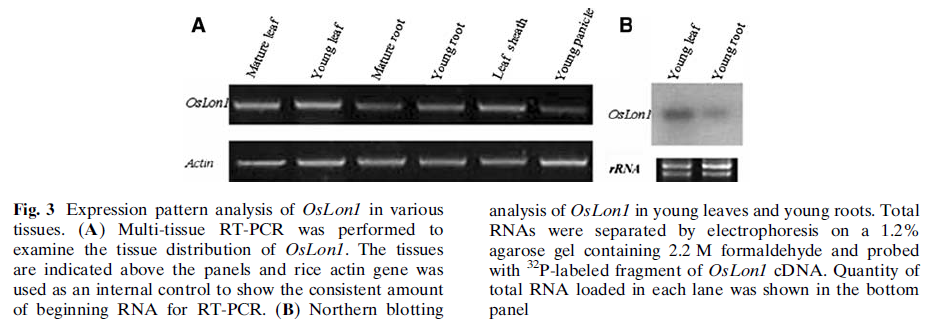 A
Mature leaf
Young leaf
Mature root
Young root
Leaf sheath
Young panicle
OsLon1
Actin
B
Young leaf
Young root
OsLon1
rRNA
Fig. 3 Expression pattern analysis of OsLon1 in various
tissues. (A) Multi-tissue RT-PCR was performed to
examine the tissue distribution of OsLon1. The tissues
are indicated above the panels and rice actin gene was
used as an internal control to show the consistent amount
of beginning RNA for RT-PCR. (B) Northern blotting
analysis of OsLon1 in young leaves and young roots. Total
RNAs were separated by electrophoresis on a 1.2%
agarose gel containing 2.2 M formaldehyde and probed
with ³²P-labeled fragment of OsLon1 cDNA. Quantity of
total RNA loaded in each lane was shown in the bottom
panel